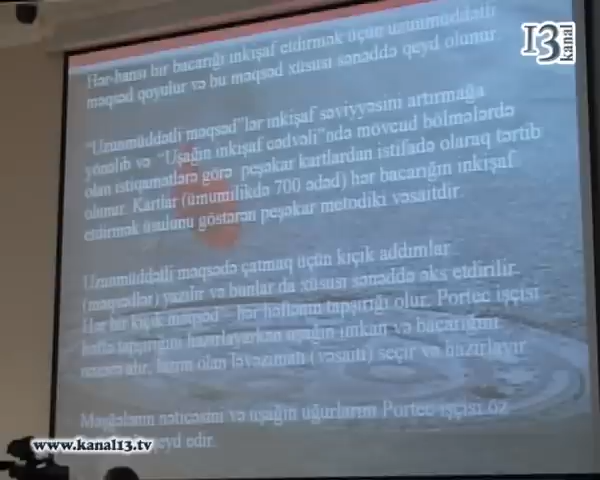 13 kanal
Hər-hansı bir bacarığı inkişaf etdirmək üçün uzunmüddətli
məqsəd qoyulur və bu məqsəd xüsusi sənəddə qeyd olunur.
"Uzunmüddətli məqsəd"lər inkişaf səviyyəsini artırmağa
yönəlib və "Uşağın inkişaf cədvəli"ndə mövcud bölmələrdə
olan istiqamətlərə görə peşəkar kartlardan istifadə olaraq tərtib
olunur. Kartlar (ümumilikdə 700 ədəd) hər bacarığın inkişaf
etdirmək üsulunu göstərən peşəkar metodiki vəsaitdir.
Uzunmüddətli məqsədə çatmaq üçün kiçik addımlar
(məqsədlər) yazılır və bunlar da xüsusi sənəddə əks etdirilir.
Hər bir kiçik məqsəd - hər həftənin tapşırığı olur. Portec işçisi
həftə tapşırığını hazırlayarkən uşağın imkan və bacarığını
nəzərə alır, lazım olan ləvazimatı (vəsaiti) seçir və hazırlayır
Məşğələnin nəticəsini və uşağın uğurlarını Portec işçisi öz
qeyd edir.
www.kanal13.tv